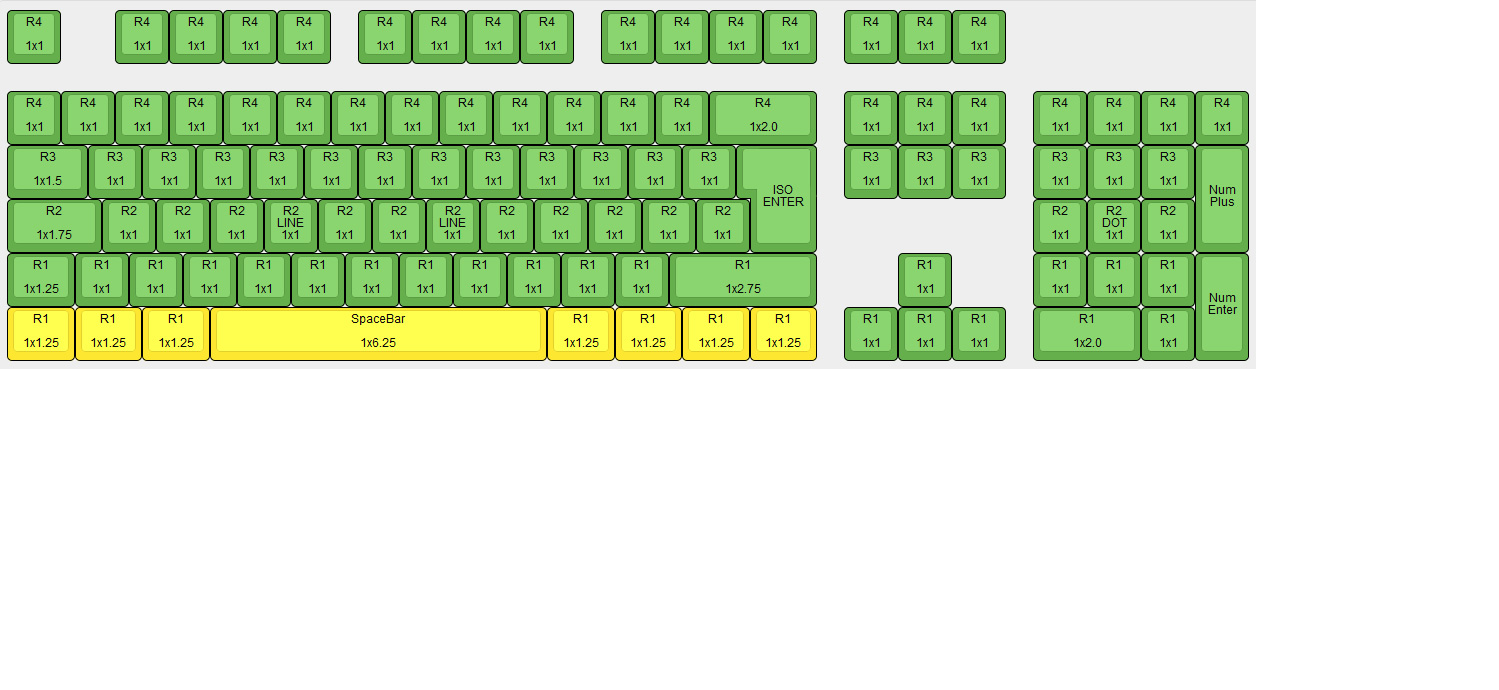 R4 R4 R4 R4 R4 R4 R4 R4 R4 R4 R4 R4 R4 R4 R4 R4
1x1 1x1 1x1 1x1 1x1 1x1 1x1 1x1 1x1 1x1 1x1 1x1 1x1 1x1 1x1 1x1
R4 R4 R4 R4 R4 R4 R4 R4 R4 R4 R4 R4 R4 R4 R4 R4 R4 R4 R4 R4 R4
1x1 1x1 1x1 1x1 1x1 1x1 1x1 1x1 1x1 1x1 1x1 1x1 1x1 1x2.0 1x1 1x1 1x1 1x1 1x1 1x1 1x1
R3 R3 R3 R3 R3 R3 R3 R3 R3 R3 R3 R3 R3 R3 R3 R3 R3 R3 R3
1x1.5 1x1 1x1 1x1 1x1 1x1 1x1 1x1 1x1 1x1 1x1 1x1 1x1 1x1 1x1 1x1 1x1 1x1 1x1
ISO Num
ENTER Plus
R2 R2 R2 R2 R2 R2 R2 R2 R2 R2 R2 R2 R2 R2 R2 R2
LINE LINE DOT
1x1.75 1x1 1x1 1x1 1x1 1x1 1x1 1x1 1x1 1x1 1x1 1x1 1x1 1x1 1x1 1x1
R1 R1 R1 R1 R1 R1 R1 R1 R1 R1 R1 R1 R1 R1 R1 R1 R1
1x1.25 1x1 1x1 1x1 1x1 1x1 1x1 1x1 1x1 1x1 1x1 1x1 1x2.75 1x1 1x1 1x1 1x1
Num
Enter
R1 R1 R1 SpaceBar R1 R1 R1 R1 R1 R1 R1 R1 R1
1x1.25 1x1.25 1x1.25 1x6.25 1x1.25 1x1.25 1x1.25 1x1.25 1x1 1x1 1x1 1x2.0 1x1